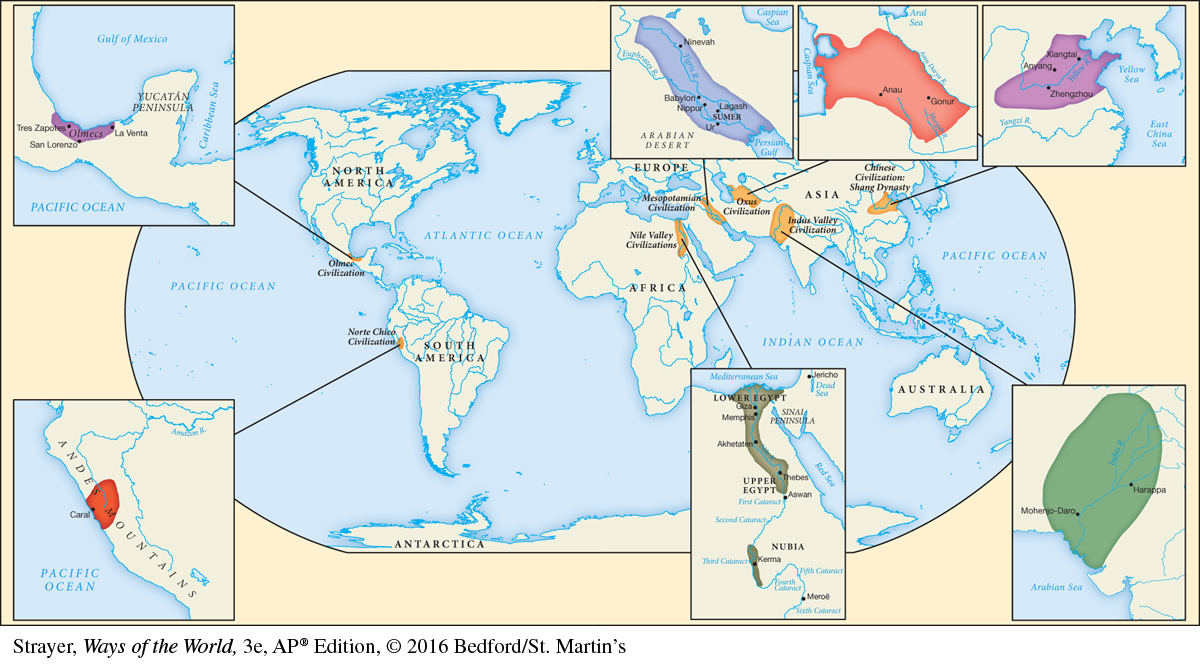 Gulf of Mexico
YUCATÁN
PENINSULA
Caribbean Sea
Tres Zapotes
Olmecs
La Venta
San Lorenzo
PACIFIC OCEAN
Caspian
Sea
Ninevah
Euphrates R.
Tigris R.
Babylon
Nippur
Lagash
SUMER
Ur
ARABIAN
DESERT
Persian
Gulf
Aral
Sea
Caspian Sea
Amu Darya R.
Anau
Gonur
Murgab R.
Xiangtai
Anyang
Yellow R.
Zhengzhou
Yellow
Sea
Yangzi R.
East
China
Sea
NORTH
AMERICA
EUROPE
ASIA
Chinese
Civilization:
Shang Dynasty
Mesopotamian
Civilization
Oxus
Civilization
Indus Valley
Civilization
Nile Valley
Civilizations
ATLANTIC OCEAN
PACIFIC OCEAN
PACIFIC OCEAN
Olmec
Civilization
AFRICA
Norte Chico
Civilization
SOUTH
AMERICA
INDIAN OCEAN
AUSTRALIA
ANTARCTICA
Amazon R.
ANDES MOUNTAINS
Caral
PACIFIC
OCEAN
Mediterranean Sea
Jericho
Dead
Sea
LOWER EGYPT
Giza
Memphis
SINAI
PENINSULA
Akhetaten
Red Sea
Thebes
UPPER
EGYPT
Aswan
First Cataract
Second Cataract
NUBIA
Third Cataract
Kerma
Fifth Cataract
Fourth
Cataract
Meroë
Sixth Cataract
Indus R.
Harappa
Mohenjo-Daro
Arabian Sea
Strayer, Ways of the World, 3e, AP® Edition, © 2016 Bedford/St. Martin's